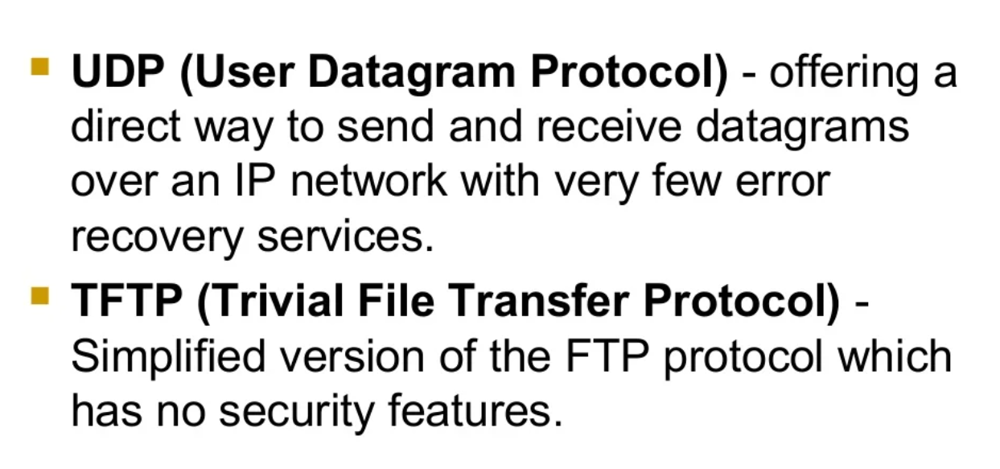 UDP (User Datagram Protocol) - offering a
direct way to send and receive datagrams
over an IP network with very few error
recovery services.
TFTP (Trivial File Transfer Protocol) -
Simplified version of the FTP protocol which
has no security features.